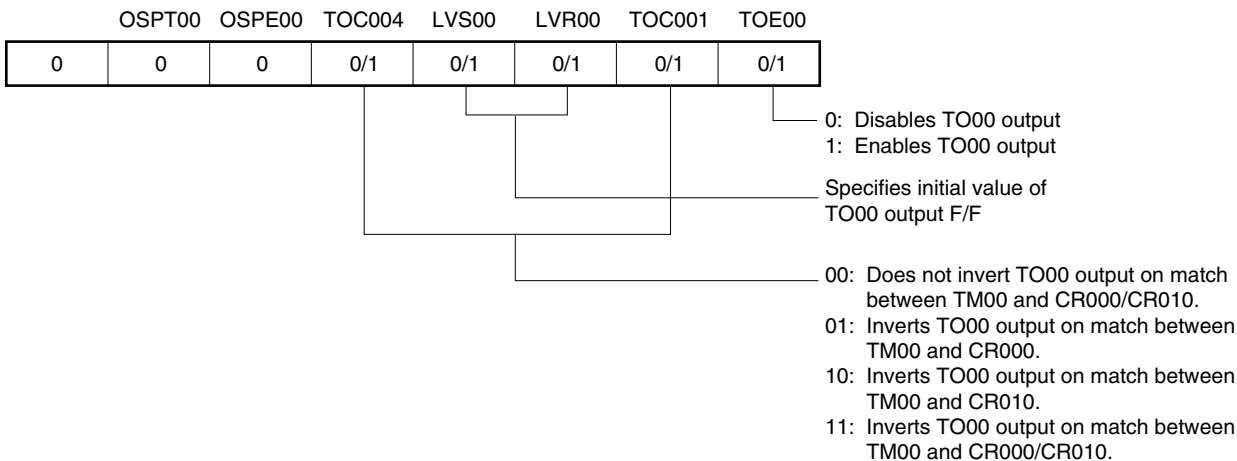 OSPT00 OSPE00 TOC004 LVS00 LVR00 TOC001 TOE00
0 0 0 0/1 0/1 0/1 0/1 0/1
0: Disables TO00 output
1: Enables TO00 output
Specifies initial value of
TO00 output F/F
00: Does not invert TO00 output on match
between TM00 and CR000/CR010.
01: Inverts TO00 output on match between
TM00 and CR000.
10: Inverts TO00 output on match between
TM00 and CR010.
11: Inverts TO00 output on match between
TM00 and CR000/CR010.